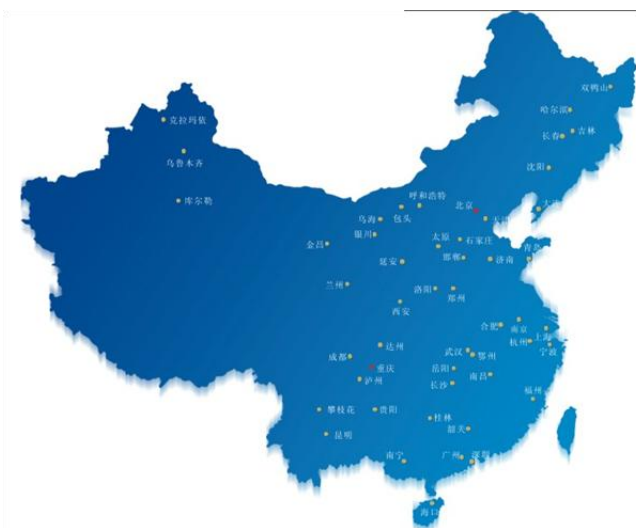 双鸭山
哈尔滨
克拉玛依
吉林
长春
乌鲁木齐
沈阳
库尔勒
呼和浩特
北京
包头
乌海
银川
太原
石家庄
金昌
青岛
延安
邯郸
济南
兰州
洛阳
郑州
西安
合肥
南京
上海
杭州
宁波
达州
武汉
鄂州
成都
重庆
岳阳
南昌
泸州
长沙
福州
攀枝花
贵阳
桂林
韶关
昆明
南宁
广州
深圳
海口